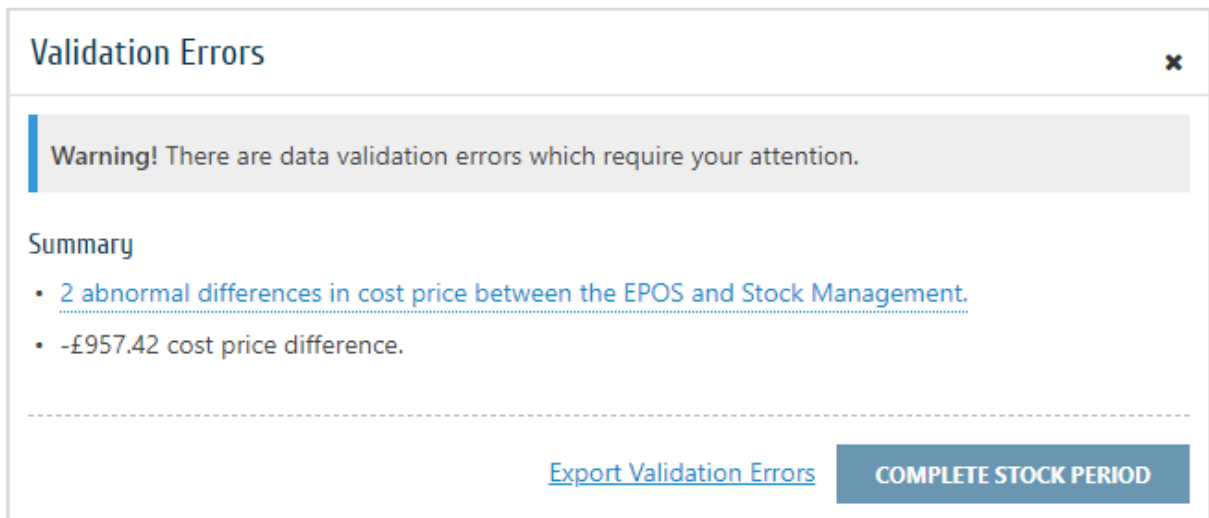 Validation Errors
Warning! There are data validation errors which require your attention.
Summary
• 2 abnormal differences in cost price between the EPOS and Stock Management.
• -£957.42 cost price difference.
Export Validation Errors COMPLETE STOCK PERIOD